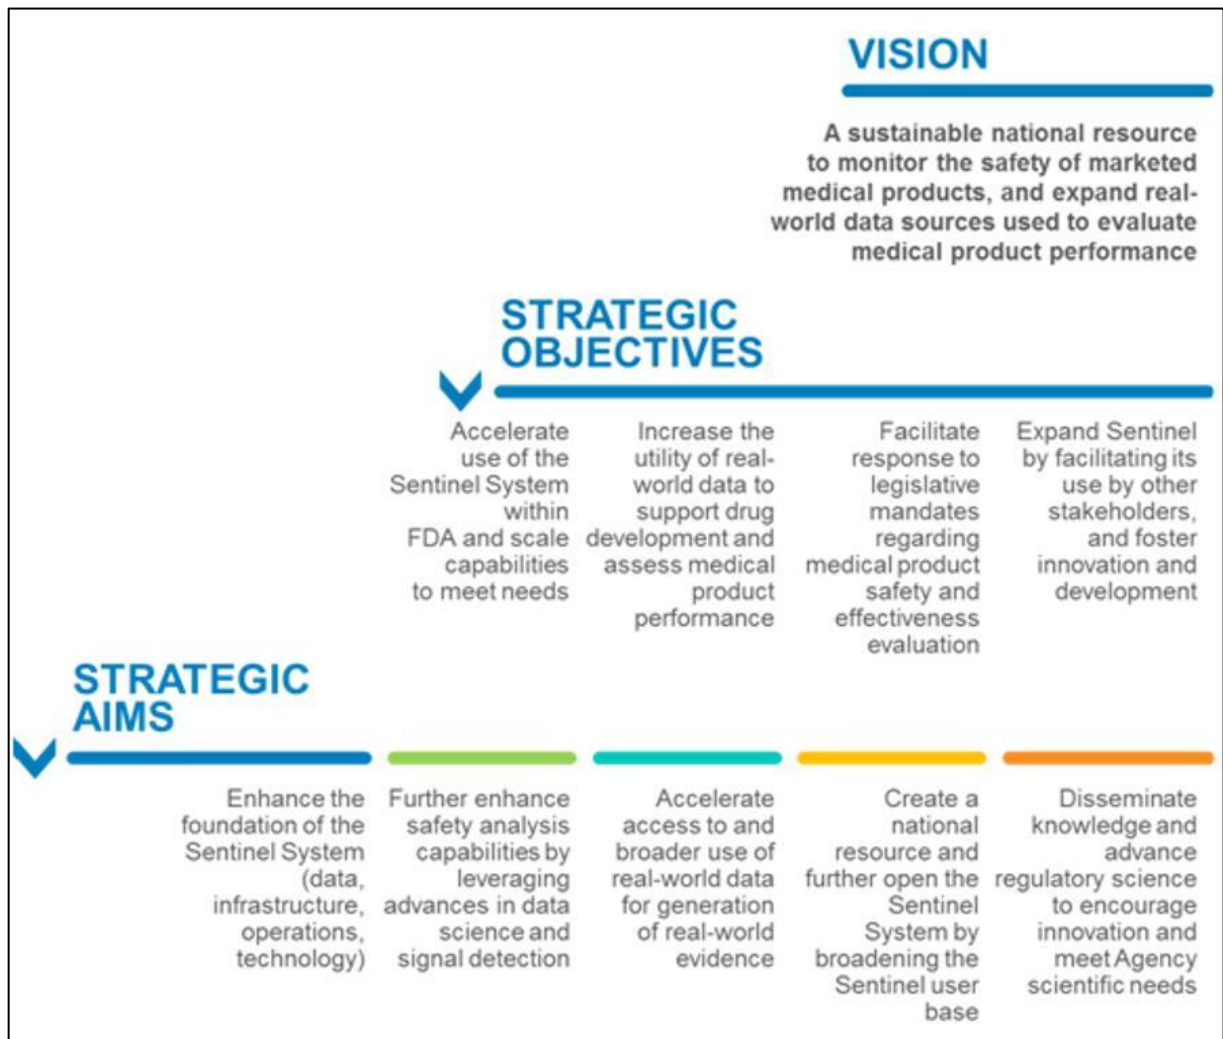 VISION
A sustainable national resource
to monitor the safety of marketed
medical products, and expand real-
world data sources used to evaluate
medical product performance
STRATEGIC
OBJECTIVES
Accelerate
use of the
Sentinel System
within
FDA and scale
capabilities
to meet needs
Increase the
utility of real-
world data to
support drug
development and
assess medical
product
performance
Facilitate
response to
legislative
mandates
regarding
medical product
safety and
effectiveness
evaluation
Expand Sentinel
by facilitating its
use by other
stakeholders,
and foster
innovation and
development
STRATEGIC
AIMS
Enhance the
foundation of the
Sentinel System
(data,
infrastructure,
operations,
technology)
Further enhance
safety analysis
capabilities by
leveraging
advances in data
science and
signal detection
Accelerate
access to and
broader use of
real-world data
for generation
of real-world
evidence
Create a
national
resource and
further open the
Sentinel
System by
broadening the
Sentinel user
base
Disseminate
knowledge and
advance
regulatory science
to encourage
innovation and
meet Agency
scientific needs